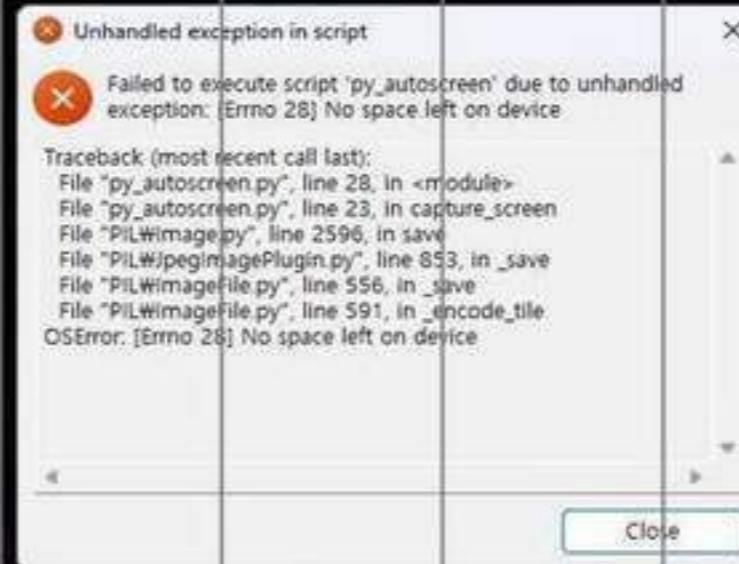 Unhandled exception in script
Failed to execute script 'py_autoscreen' due to unhandled
exception: [Errno 28] No space left on device
Traceback (most recent call last):
File "py_autoscreen.py", line 28, in <module>
File "py_autoscreen.py", line 23, in capture_screen
File "PIL₩Image.py", line 2596, in save
File "PIL₩JpegImagePlugin.py", line 853, in _save
File "PIL₩ImageFile.py", line 556, in _save
File "PIL₩ImageFile.py", line 591, in _encode_tile
OSError: [Errno 28] No space left on device
Close